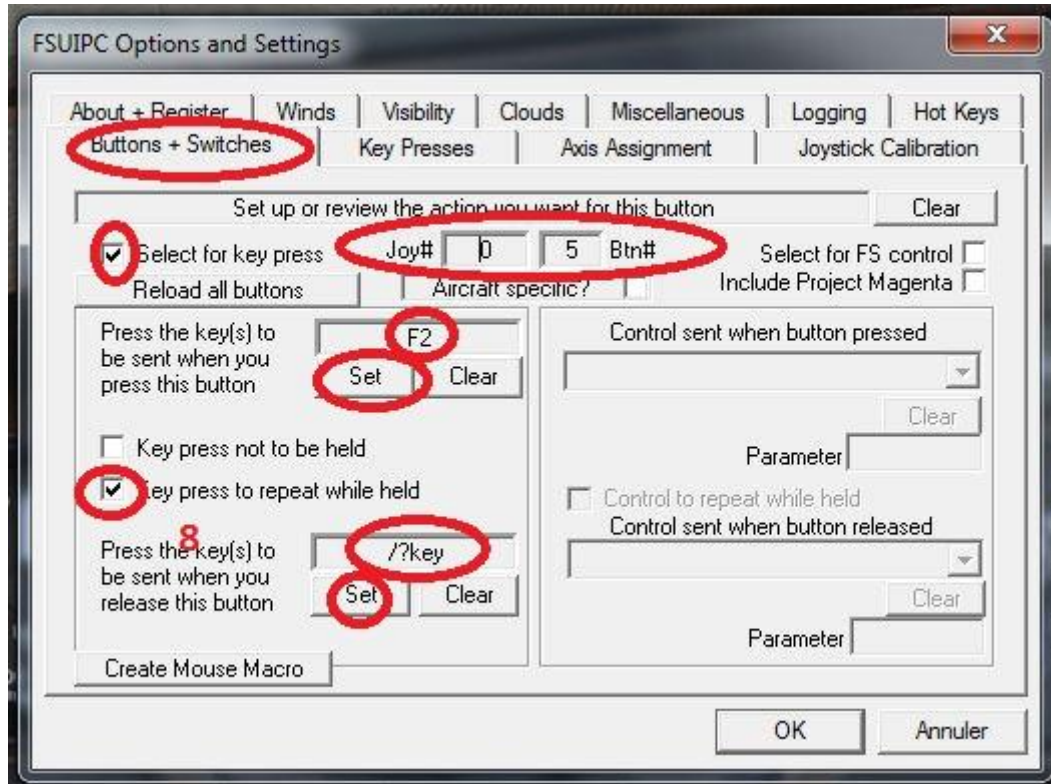 FSUIPC Options and Settings
About + Register Winds Visibility Clouds Miscellaneous Logging Hot Keys
Buttons + Switches Key Presses Axis Assignment Joystick Calibration
Set up or review the action you want for this button Clear
Select for key press Joy# 0 5 Btn# Select for FS control
Reload all buttons Aircraft specific? Include Project Magenta
Press the key(s) to
be sent when you
press this button
F2
Set Clear
Key press not to be held
Key press to repeat while held
8
Press the key(s) to
be sent when you
release this button
/?key
Set Clear
Create Mouse Macro
Control sent when button pressed
Clear
Parameter
Control to repeat while held
Control sent when button released
Clear
Parameter
OK Annuler